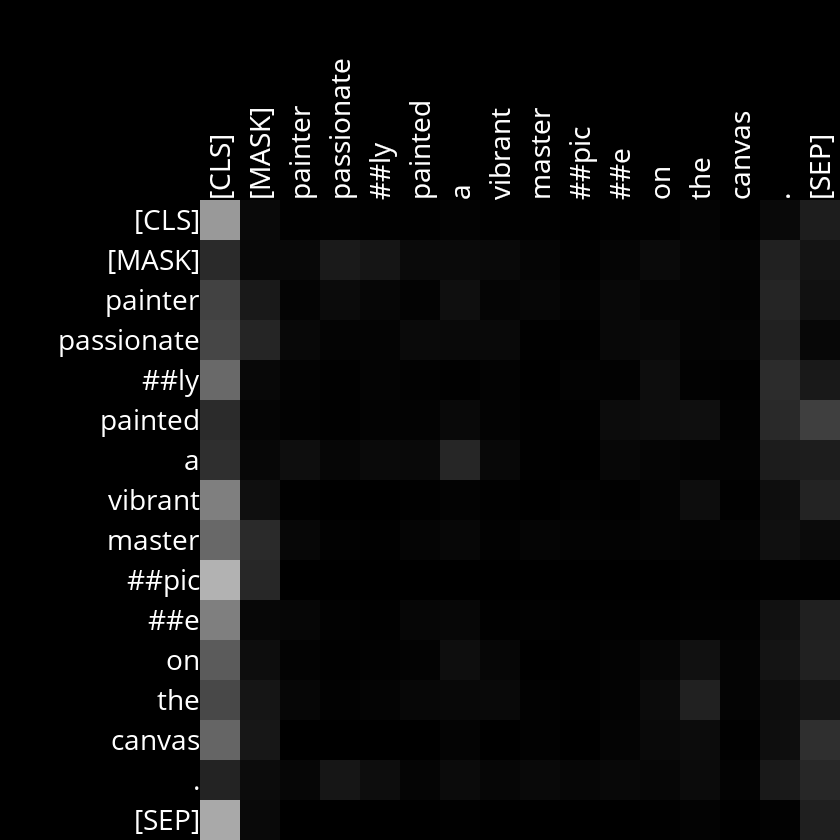 [CLS] [MASK] painter passionate ##ly painted a vibrant master ##pic ##e on the canvas . [SEP]
[CLS]
[MASK]
painter
passionate
##ly
painted
a
vibrant
master
##pic
##e
on
the
canvas
.
[SEP]